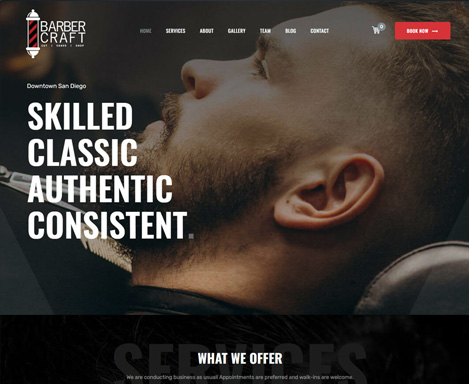 BARBER
CRAFT
CUT / SHAVE / SHOP
HOME SERVICES ABOUT GALLERY TEAM BLOG CONTACT 0 BOOK NOW
Downtown San Diego
SKILLED
CLASSIC
AUTHENTIC
CONSISTENT.
SERVICES
WHAT WE OFFER
We are conducting business as usual! Appointments are preferred and walk-ins are welcome.